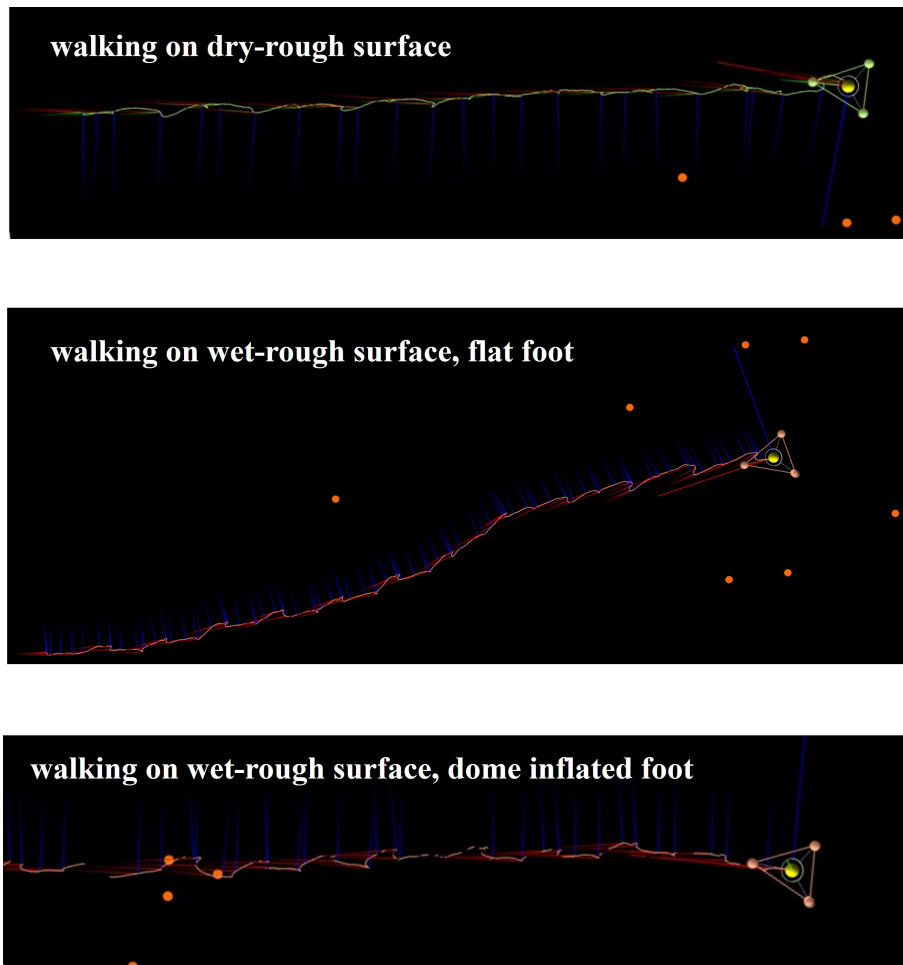 walking on dry-rough surface
walking on wet-rough surface, flat foot
walking on wet-rough surface, dome inflated foot